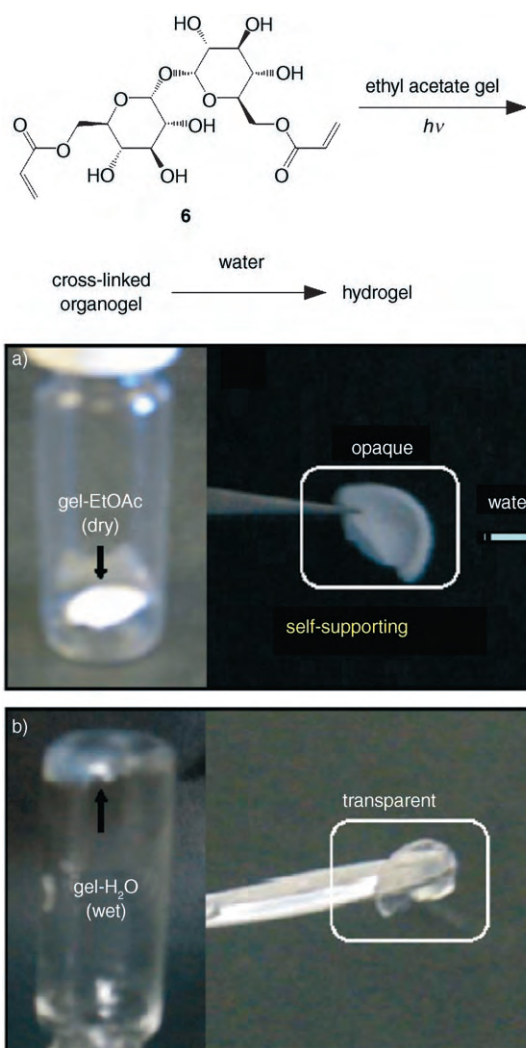 HO
OH
HO
OH
O
O
O
ethyl acetate gel
hν
OH
O
O
O
HO
OH
O
6
cross-linked
organogel
water
hydrogel
a)
gel-EtOAc
(dry)
opaque
wate
self-supporting
b)
gel-H₂O
(wet)
transparent